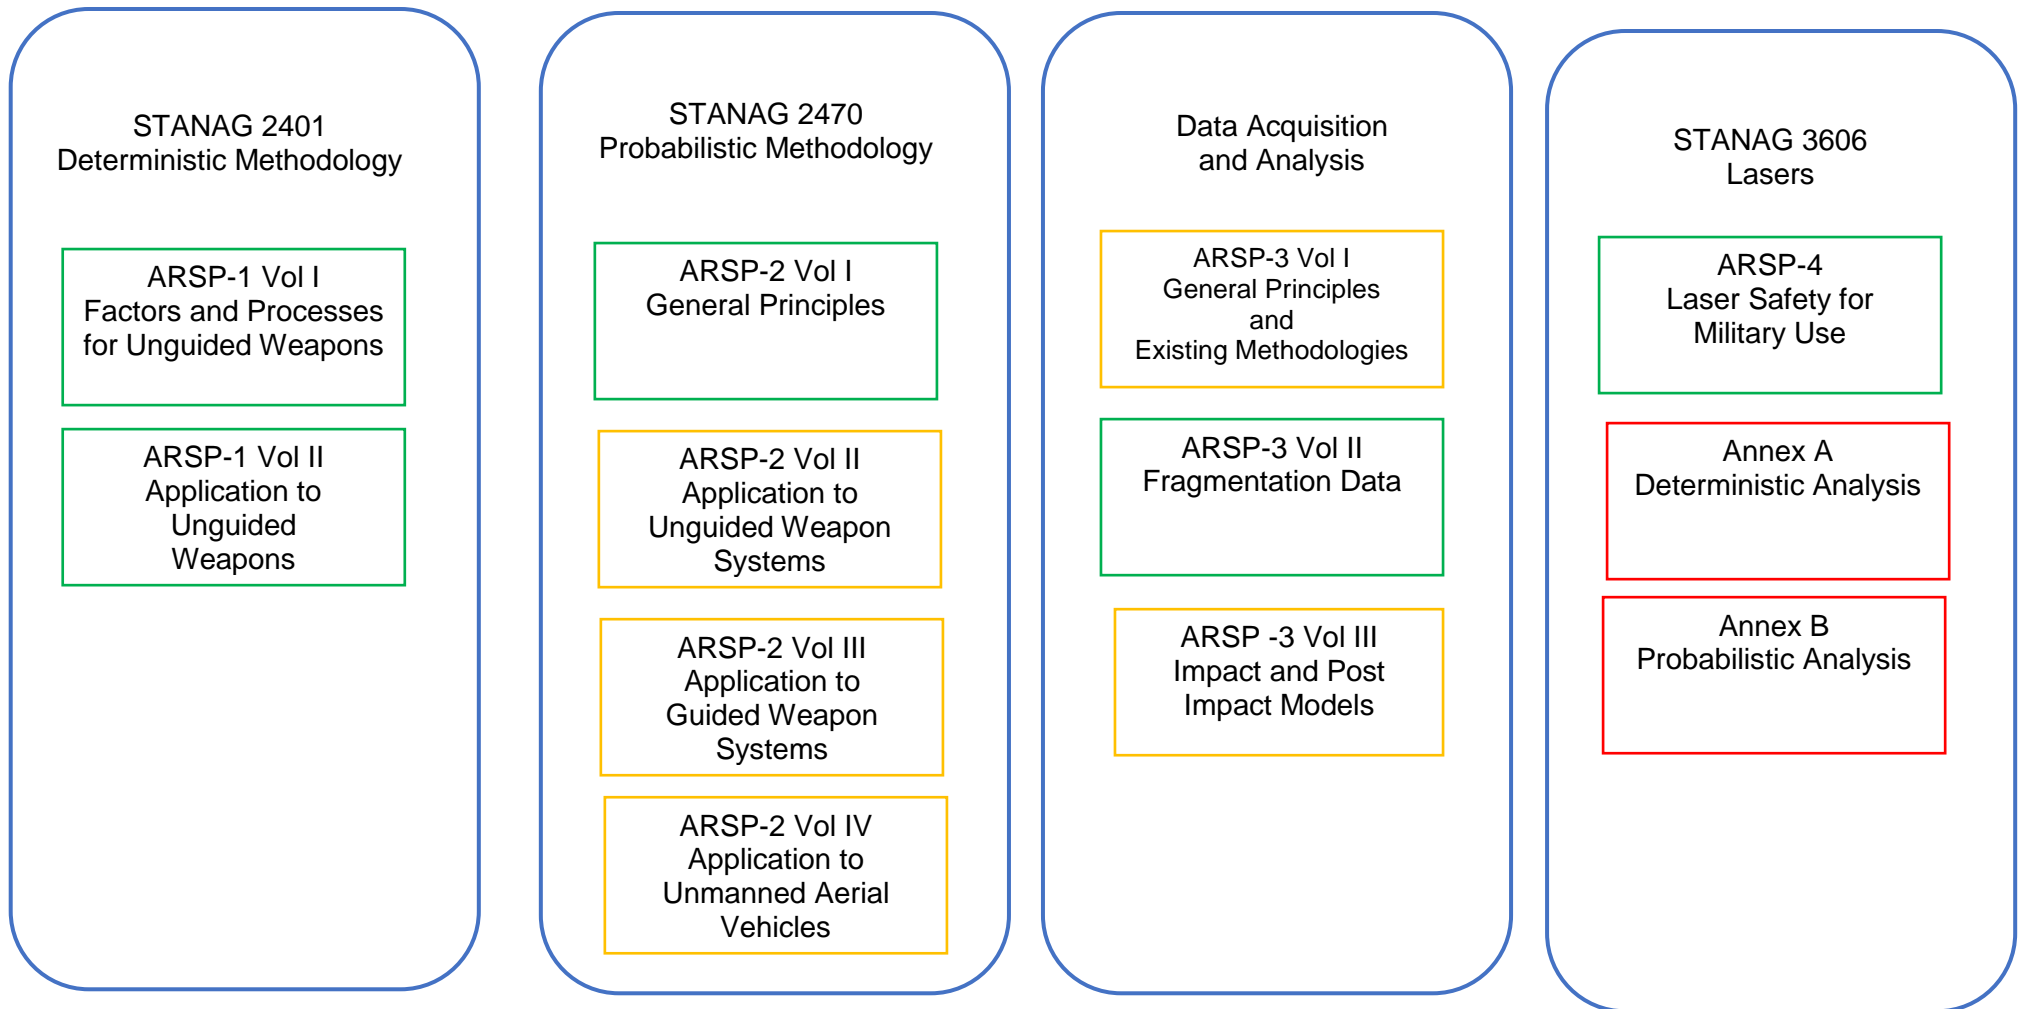 STANAG 2401
Deterministic Methodology
ARSP-1 Vol I
Factors and Processes
for Unguided Weapons
ARSP-1 Vol II
Application to
Unguided
Weapons
STANAG 2470
Probabilistic Methodology
ARSP-2 Vol I
General Principles
ARSP-2 Vol II
Application to
Unguided Weapon
Systems
ARSP-2 Vol III
Application to
Guided Weapon
Systems
ARSP-2 Vol IV
Application to
Unmanned Aerial
Vehicles
Data Acquisition
and Analysis
ARSP-3 Vol I
General Principles
and
Existing Methodologies
ARSP-3 Vol II
Fragmentation Data
ARSP -3 Vol III
Impact and Post
Impact Models
STANAG 3606
Lasers
ARSP-4
Laser Safety for
Military Use
Annex A
Deterministic Analysis
Annex B
Probabilistic Analysis